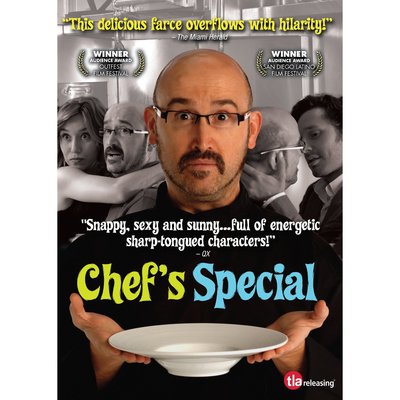 "This delicious farce overflows with hilarity!"
– The Miami Herald
WINNER
AUDIENCE AWARD
OUTFEST
FILM FESTIVAL
WINNER
AUDIENCE AWARD
SAN DIEGO LATINO
FILM FESTIVAL
"Snappy, sexy and sunny...full of energetic
sharp-tongued characters!"
– QX
Chef's Special
tla releasing